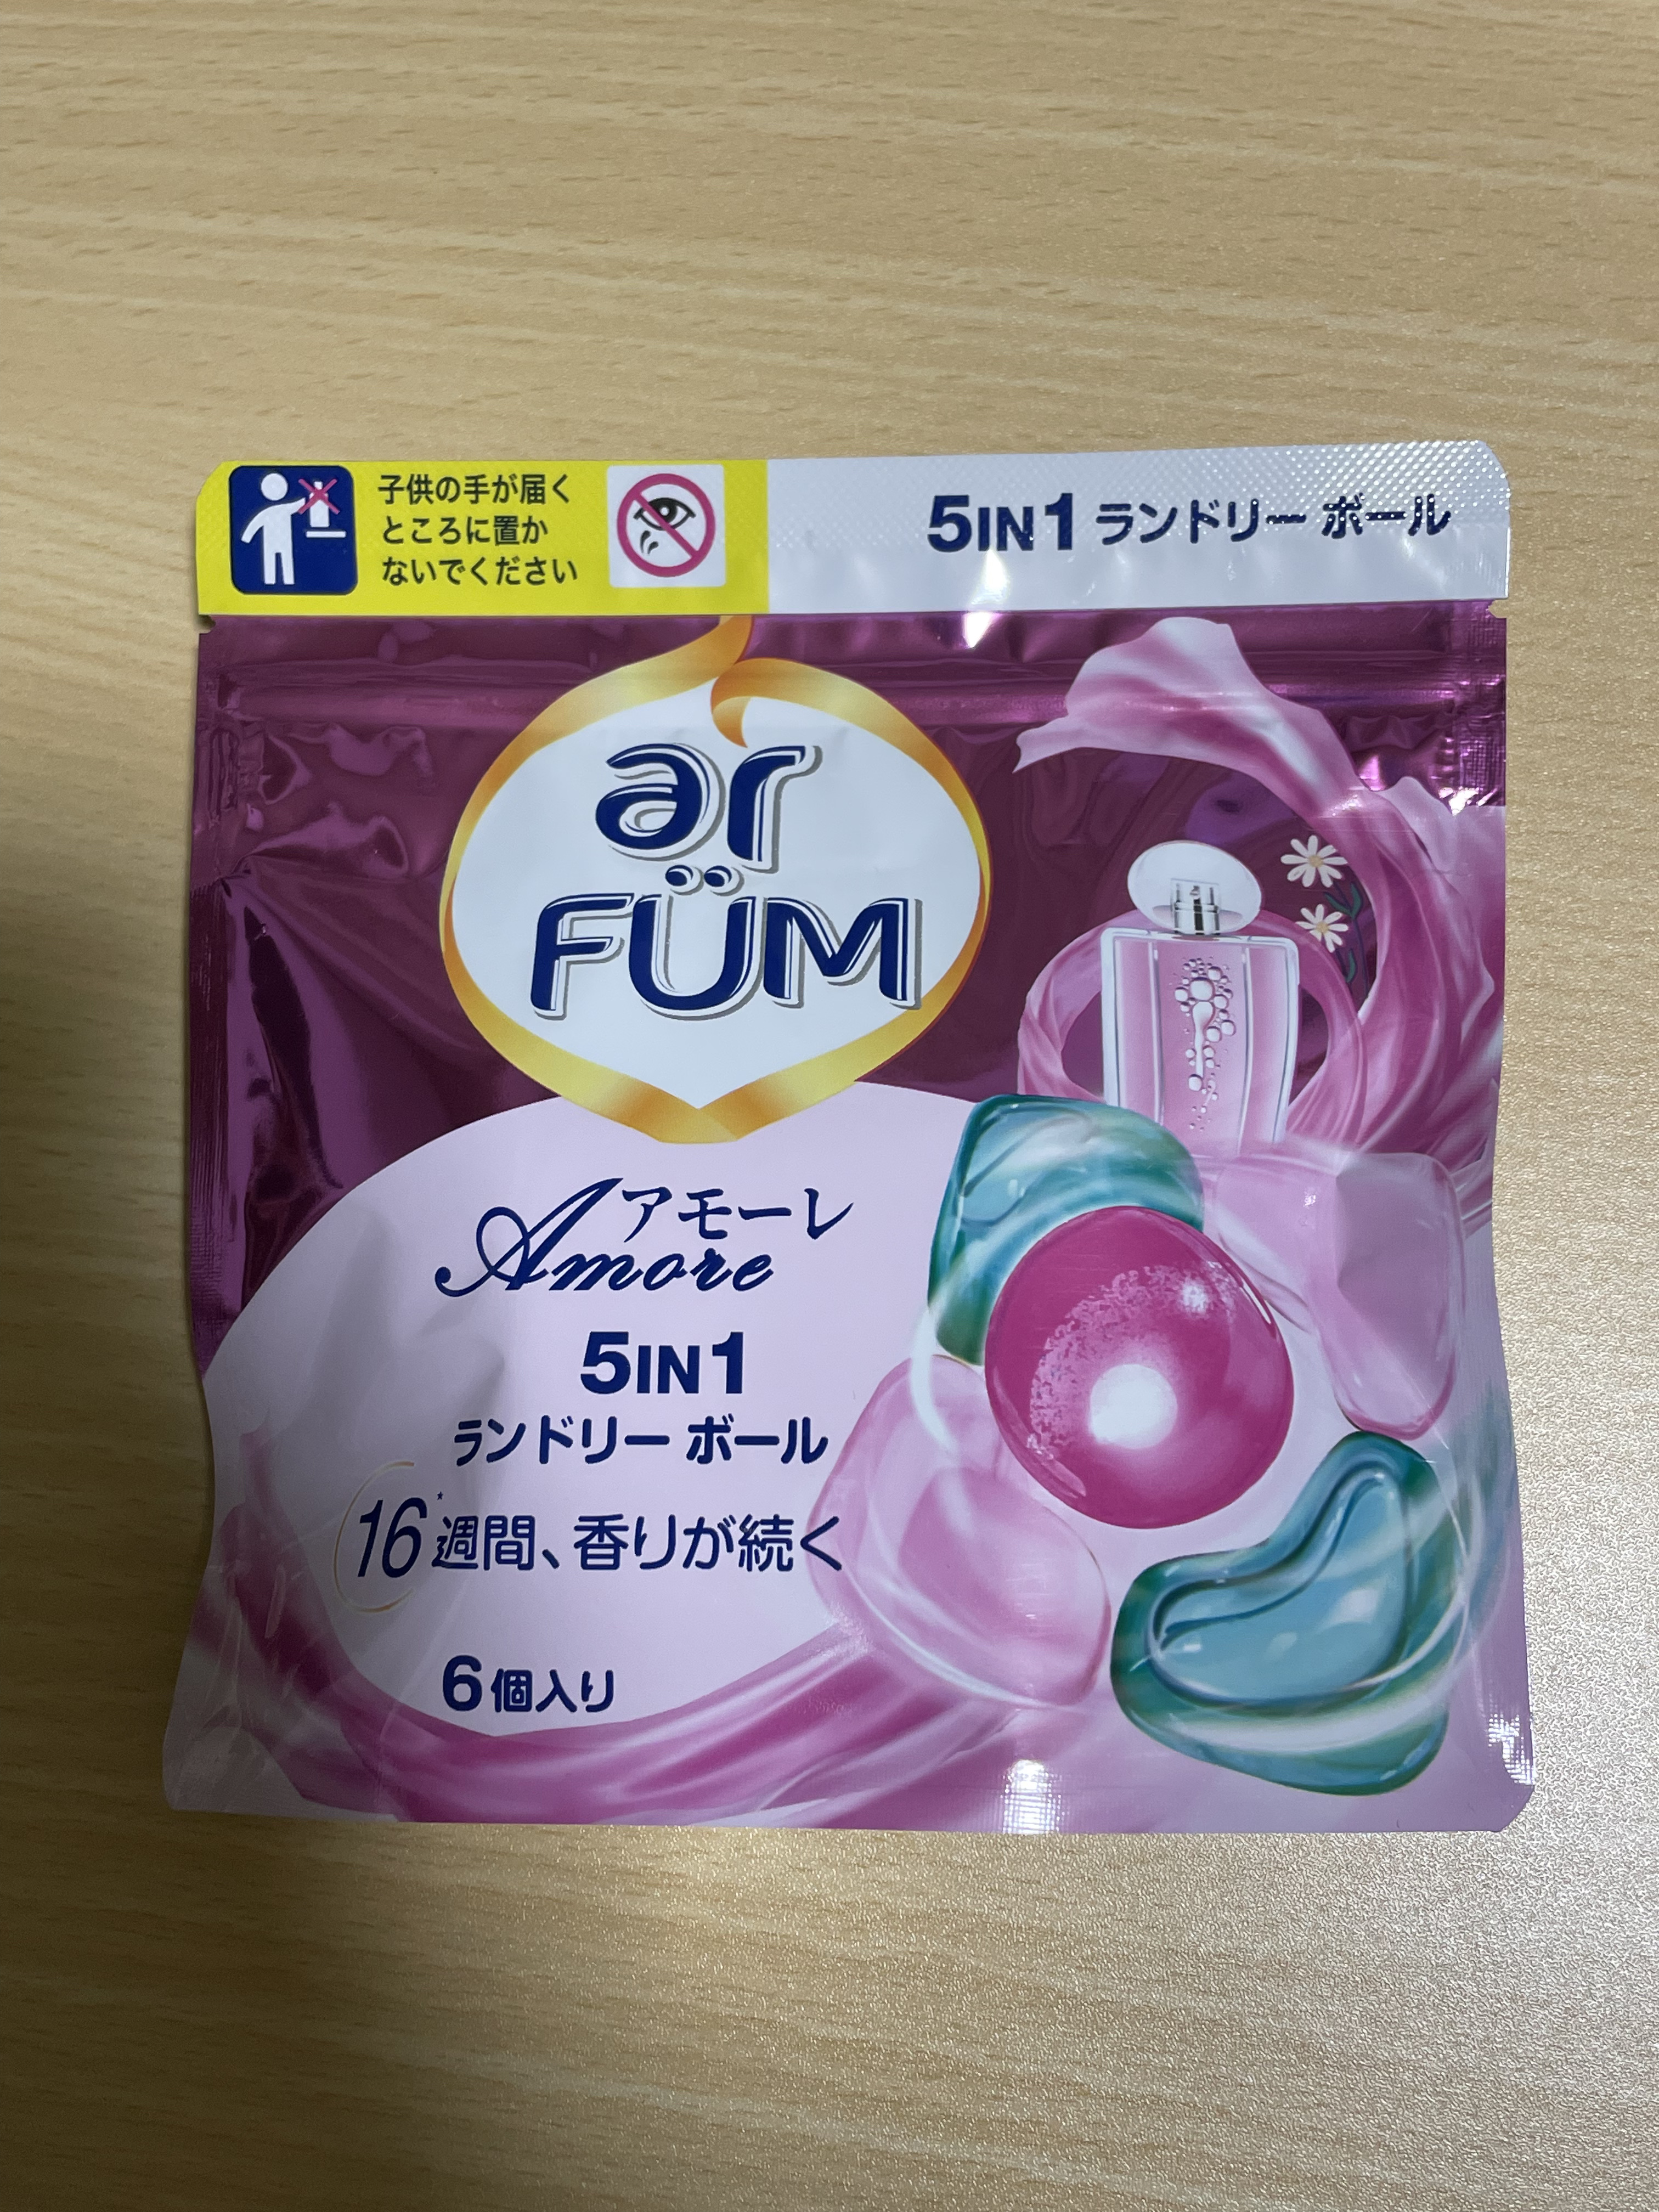 子供の手が届く
ところに置か
ないでください
5IN1 ランドリー ボール
ar
FÜM
アモーレ
Amore
5IN1
ランドリー ボール
16*週間、香りが続く
6個入り